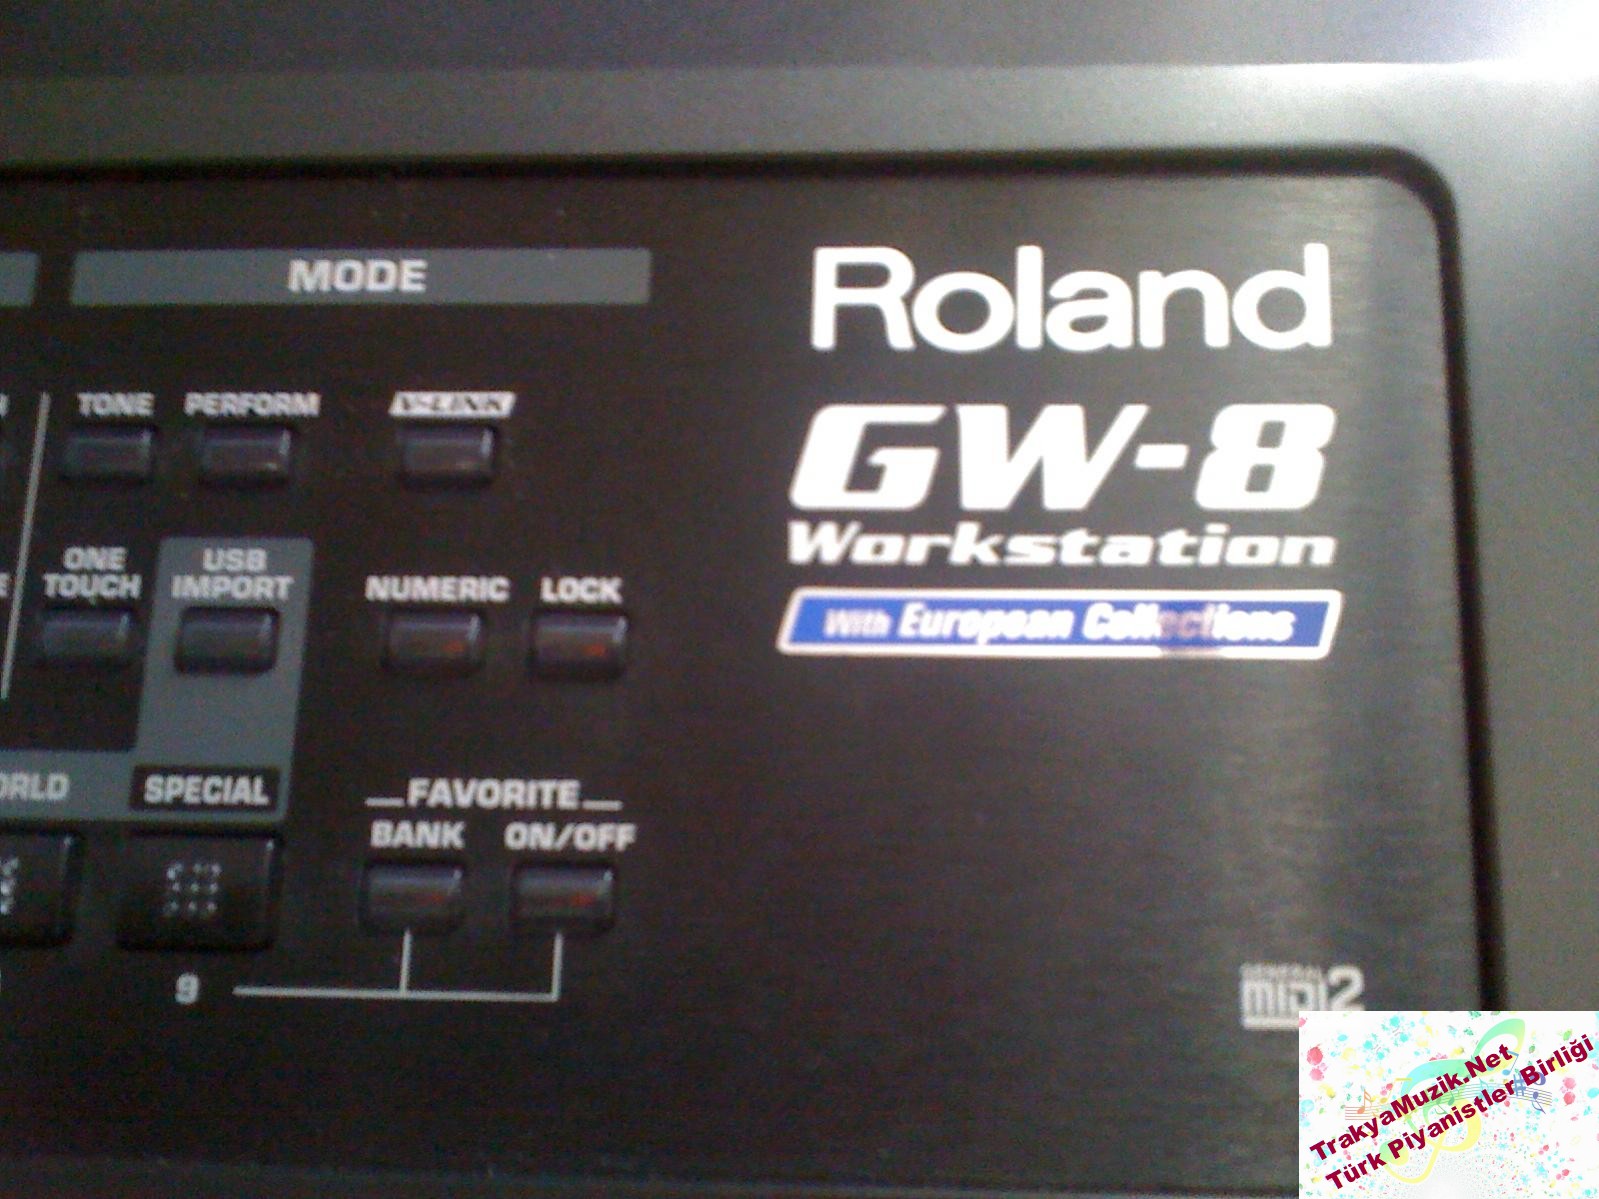 MODE
Roland
TONE PERFORM V-LINK
GW-8
Workstation
ONE TOUCH
USB IMPORT
NUMERIC LOCK
With European Collections
SPECIAL
FAVORITE
BANK ON/OFF
9
GENERAL
MIDI2
TrakyaMuzik.Net
Türk Piyanistler Birliği